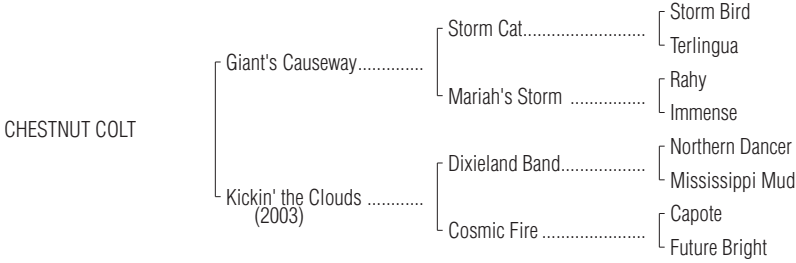 Storm Bird
Storm Cat..........................
Terlingua
Giant's Causeway..............
Rahy
Mariah's Storm ................
Immense
CHESTNUT COLT
Northern Dancer
Dixieland Band..................
Mississippi Mud
Kickin' the Clouds ............
(2003)
Capote
Cosmic Fire ......................
Future Bright